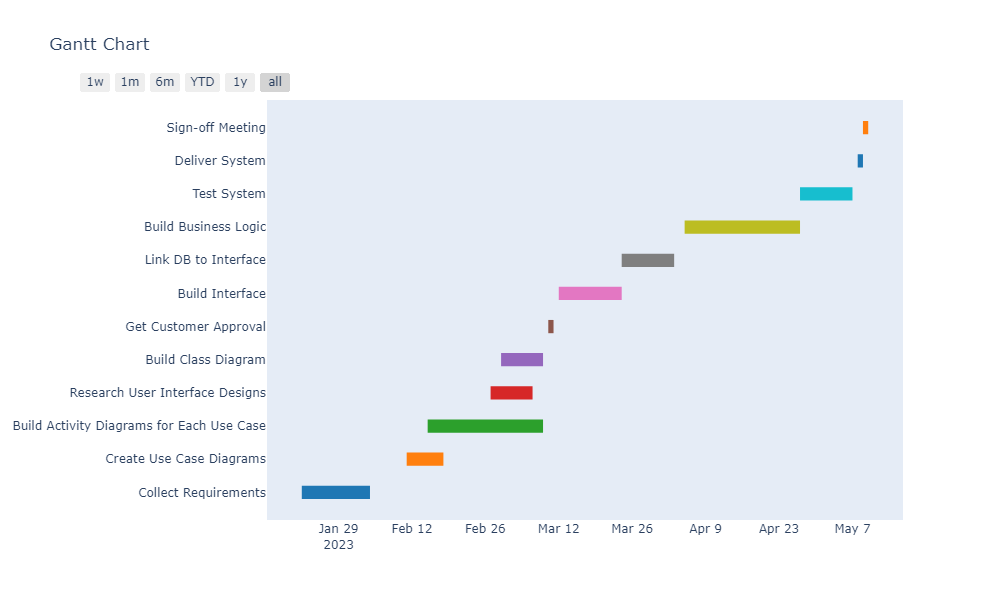 Gantt Chart
1w 1m 6m YTD 1y all
Sign-off Meeting
Deliver System
Test System
Build Business Logic
Link DB to Interface
Build Interface
Get Customer Approval
Build Class Diagram
Research User Interface Designs
Build Activity Diagrams for Each Use Case
Create Use Case Diagrams
Collect Requirements
Jan 29 Feb 12 Feb 26 Mar 12 Mar 26 Apr 9 Apr 23 May 7
2023